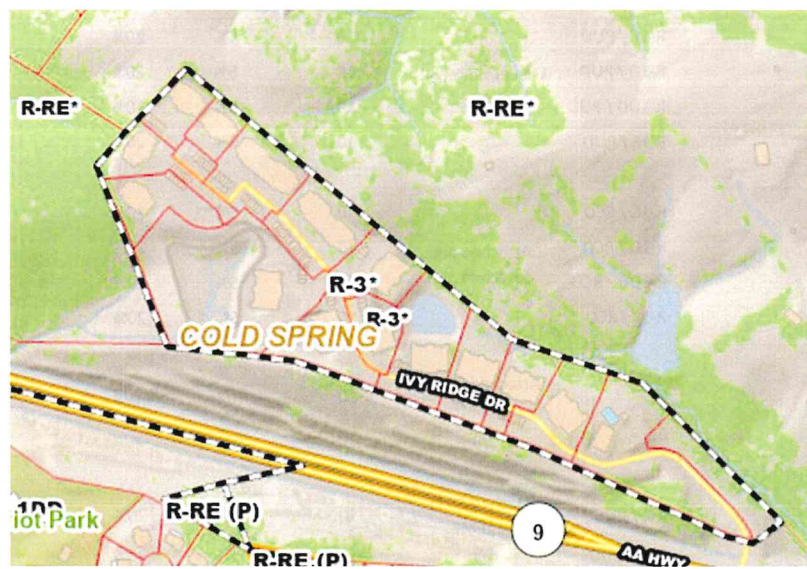 R-RE*
R-RE*
R-3*
R-3*
COLD SPRING
IVY RIDGE DR
R-RE (P)
iot Park
9
AA HWY
R-RE (P)